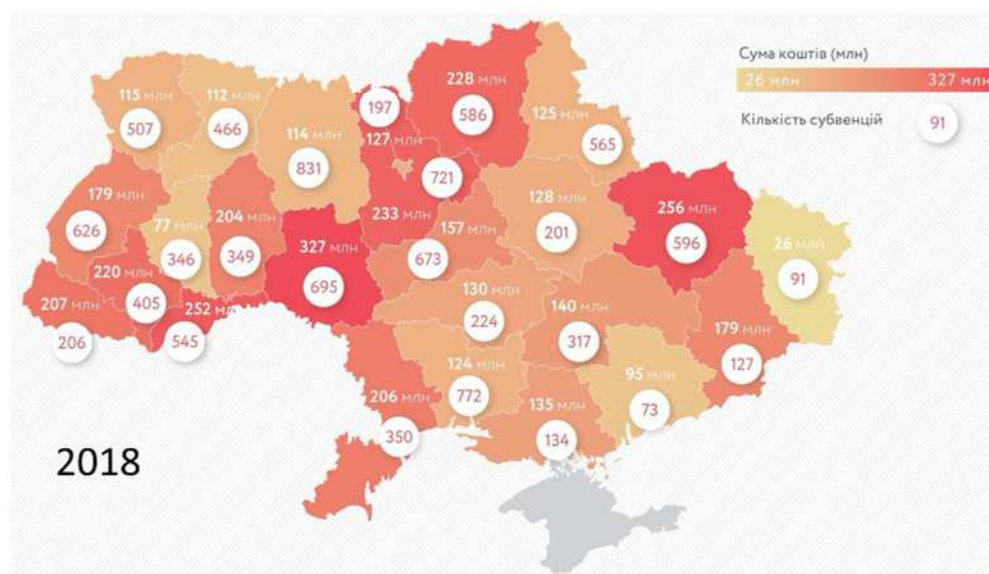 Сума коштів (млн)
26 млн 327 млн
Кількість субвенцій 91
115 млн
507
112 млн
466
114 млн
831
197
127 млн
228 млн
586
125 млн
565
721
233 млн
179 млн
626
77 млн
346
204 млн
349
327 млн
695
157 млн
673
128 млн
201
256 млн
596
26 млн
91
220 млн
405
207 млн
206
252 млн
545
130 млн
224
140 млн
317
179 млн
127
206 млн
350
124 млн
772
135 млн
134
95 млн
73
2018